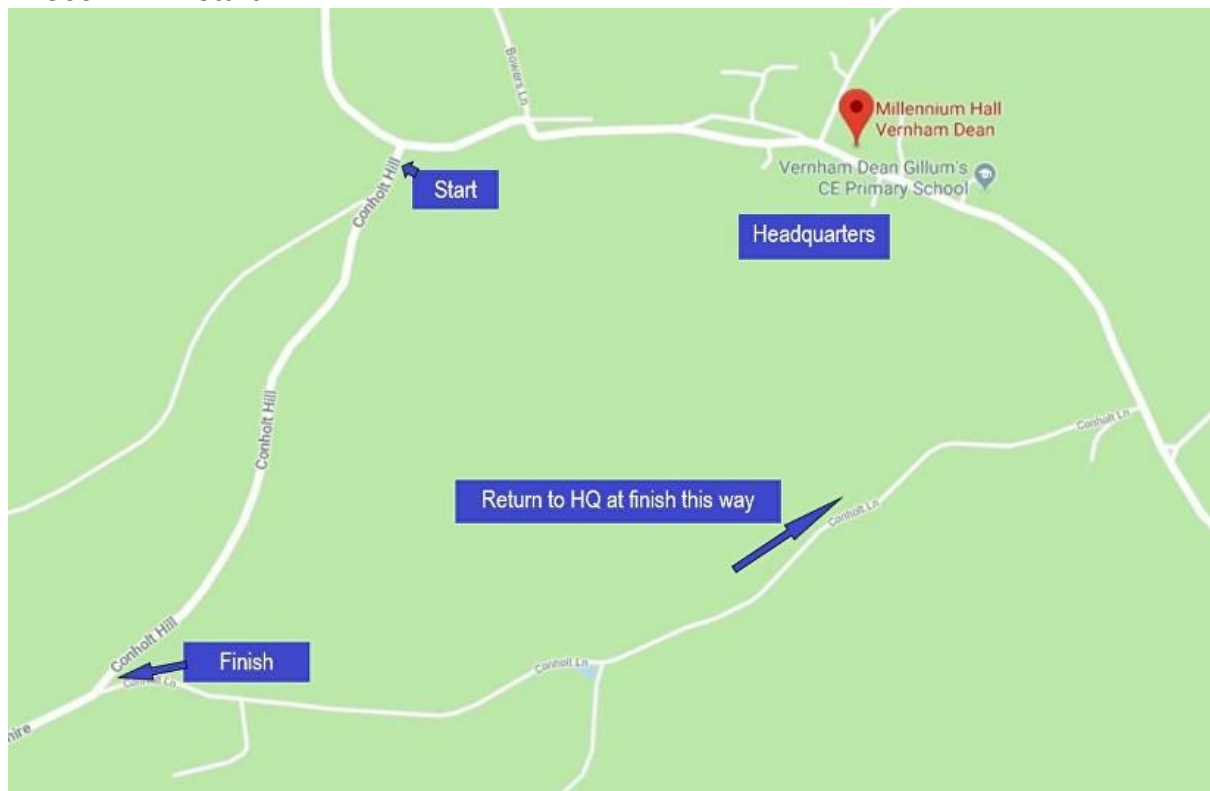 Bowers Ln
Millennium Hall
Vernham Dean
Vernham Dean Gillum's
CE Primary School
Conholt Hill
Start
Headquarters
Conholt Hill
Conholt Ln
Return to HQ at finish this way
Conholt Ln
Conholt Hill
Finish
Conholt Ln
Conholt Ln